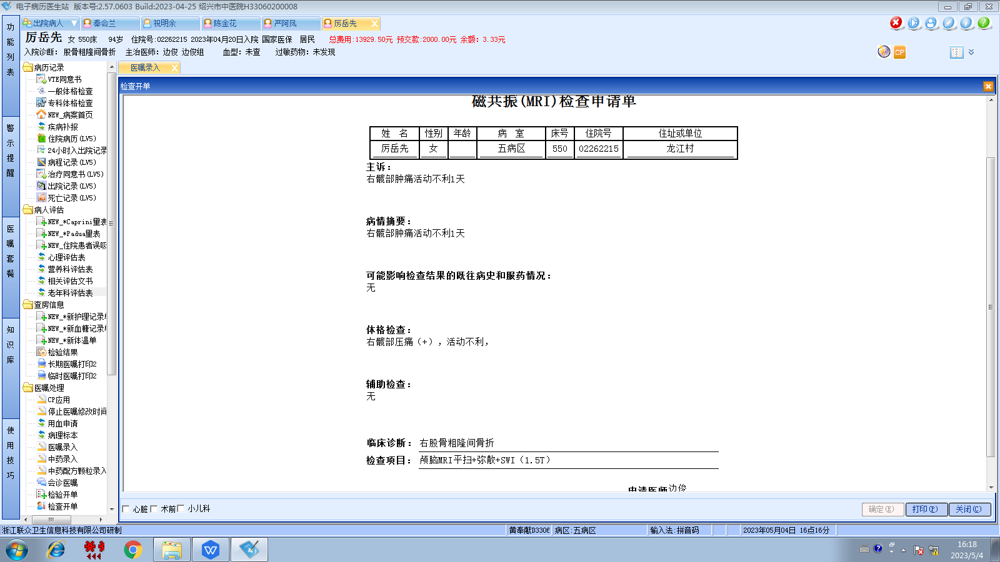 电子病历医生站 版本号:2.57.0603 Build:2023-04-25 绍兴市中医院H33060200008
出院病人
秦会兰
祝明余
陈金花
严阿凤
厉岳先
厉岳先 女 550床 94岁 住院号:02262215 2023年04月20日入院 国家医保 居民 总费用:13929.50元 预交款:2000.00元 余额: 3.33元
入院诊断: 股骨粗隆间骨折 主治医师: 边俊 边俊组 血型: 未查 过敏药物: 未发现
CP
功能列表
警示提醒
医嘱套餐
知识库
使用技巧
病历记录
VTE同意书
一般体格检查
专科体格检查
NEW_病案首页
疾病补报
住院病历(LV5)
24小时入出院记录
病程记录(LV5)
治疗同意书(LV5)
出院记录(LV5)
死亡记录(LV5)
病人评估
NEW_*Caprini量表
NEW_*Padua量表
NEW_住院患者误吸
心理评估表
营养科评估表
相关评估文书
老年科评估表
查房信息
NEW_*新护理记录单
NEW_*新血糖记录单
NEW_*新体温单
检验结果
长期医嘱打印2
临时医嘱打印2
医嘱处理
CP应用
停止医嘱修改时间
用血申请
病理标本
医嘱录入
中药录入
中药配方颗粒录入
会诊医嘱
检验开单
检查开单
医嘱录入
检查开单
磁共振(MRI)检查申请单
姓 名 性别 年龄 病 室 床号 住院号 住址或单位
厉岳先 女 五病区 550 02262215 龙江村
主诉:
右髋部肿痛活动不利1天
病情摘要:
右髋部肿痛活动不利1天
可能影响检查结果的既往病史和服药情况:
无
体格检查:
右髋部压痛（+），活动不利，
辅助检查:
无
临床诊断: 右股骨粗隆间骨折
检查项目: 颅脑MRI平扫+弥散+SWI（1.5T）
申请医师边俊
心脏 术前 小儿科
确定(E) 打印(P) 关闭(C)
浙江联众卫生信息科技有限公司研制 黄奉献D330E 病区:五病区 输入法:拼音码 2023年05月04日 16点16分
16:18
2023/5/4